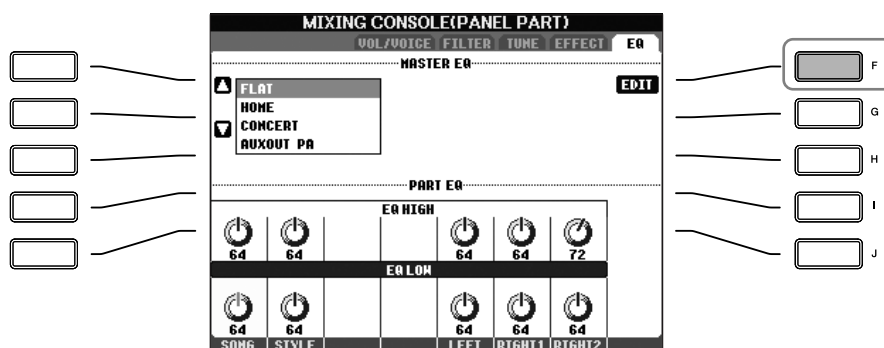 MIXING CONSOLE(PANEL PART)
VOL/VOICE FILTER TUNE EFFECT EQ
MASTER EQ
FLAT
EDIT
F
HOME
CONCERT
G
AUXOUT PA
H
PART EQ
I
EQ HIGH
64 64 64 64 72
J
EQ LOW
64 64 64 64 64
SONG STYLE LEFT RIGHT1 RIGHT2